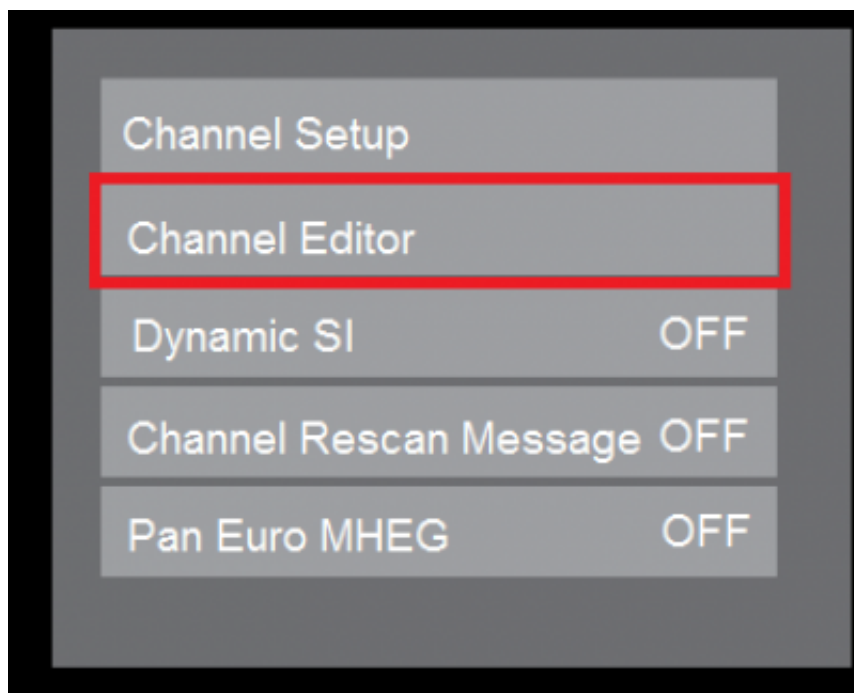 Channel Setup
Channel Editor
Dynamic SI OFF
Channel Rescan Message OFF
Pan Euro MHEG OFF